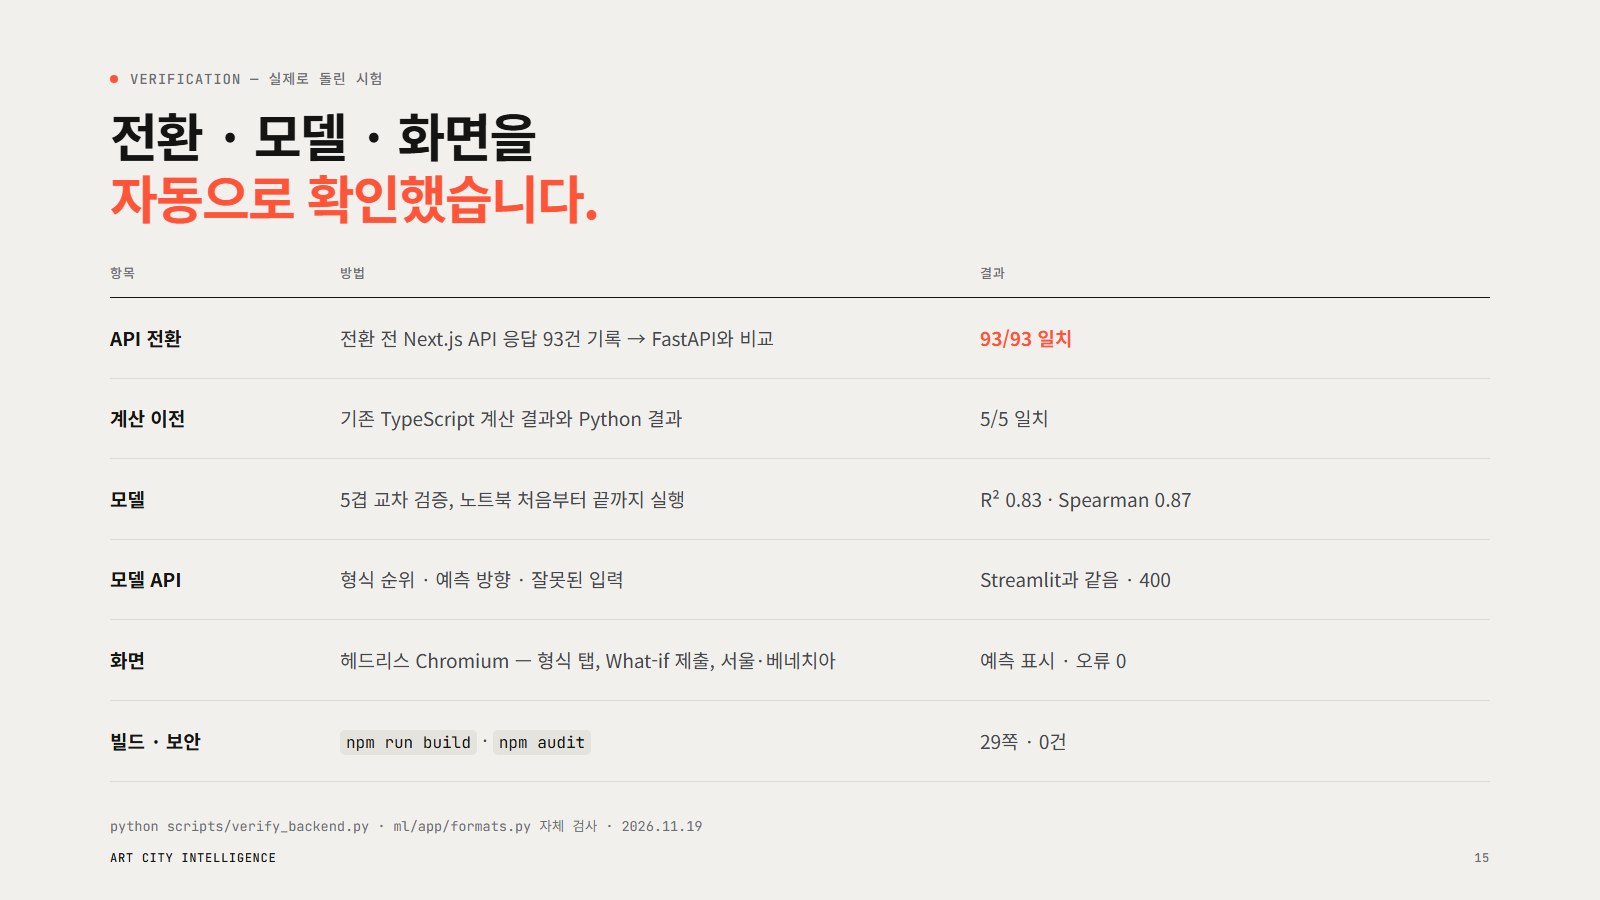 VERIFICATION — 실제로 돌린 시험
전환 · 모델 · 화면을
자동으로 확인했습니다.
항목 방법 결과
API 전환 전환 전 Next.js API 응답 93건 기록 → FastAPI와 비교 93/93 일치
계산 이전 기존 TypeScript 계산 결과와 Python 결과 5/5 일치
모델 5겹 교차 검증, 노트북 처음부터 끝까지 실행 R² 0.83 · Spearman 0.87
모델 API 형식 순위 · 예측 방향 · 잘못된 입력 Streamlit과 같음 · 400
화면 헤드리스 Chromium — 형식 탭, What-if 제출, 서울·베네치아 예측 표시 · 오류 0
빌드 · 보안 npm run build · npm audit 29쪽 · 0건
python scripts/verify_backend.py · ml/app/formats.py 자체 검사 · 2026.11.19
ART CITY INTELLIGENCE 15